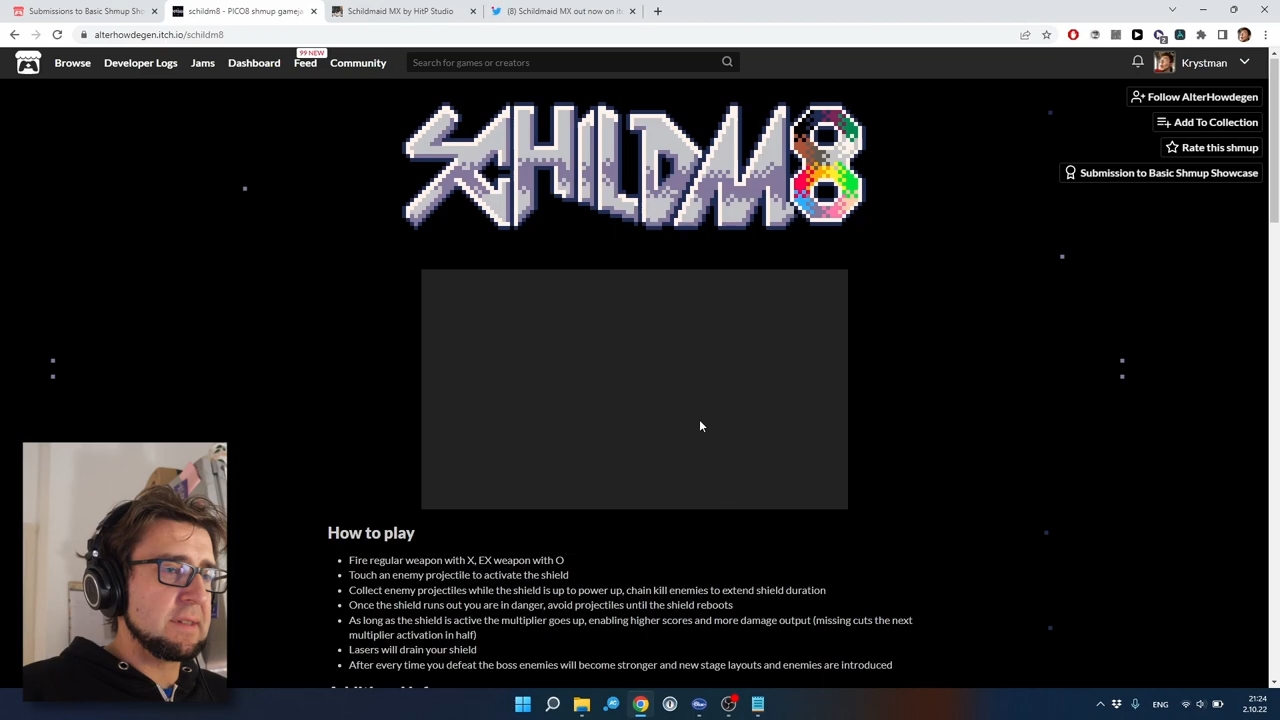 Submissions to Basic Shmup Sho
schildm8 - PICO8 shmup gameja
Schildmaid MX by HitP Studio
(8) Schildmaid MX out now on it
alterhowdegen.itch.io/schildm8
Browse
Developer Logs
Jams
Dashboard
Feed
99 NEW
Community
Search for games or creators
Krystman
Follow AlterHowdegen
Add To Collection
Rate this shmup
Submission to Basic Shmup Showcase
SCHILDM8
How to play
Fire regular weapon with X, EX weapon with O
Touch an enemy projectile to activate the shield
Collect enemy projectiles while the shield is up to power up, chain kill enemies to extend shield duration
Once the shield runs out you are in danger, avoid projectiles until the shield reboots
As long as the shield is active the multiplier goes up, enabling higher scores and more damage output (missing cuts the next
multiplier activation in half)
Lasers will drain your shield
After every time you defeat the boss enemies will become stronger and new stage layouts and enemies are introduced
ENG
21:24
2.10.22